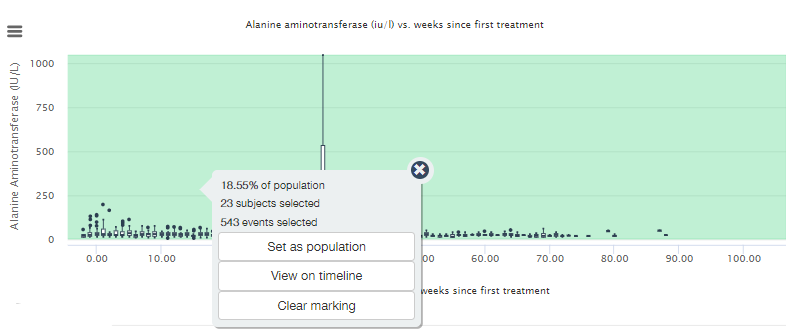 Alanine aminotransferase (iu/l) vs. weeks since first treatment
Alanine Aminotransferase (IU/L)
1000
750
500
250
0
18.55% of population
23 subjects selected
543 events selected
Set as population
View on timeline
Clear marking
0.00 10.00 60.00 70.00 80.00 90.00 100.00
weeks since first treatment